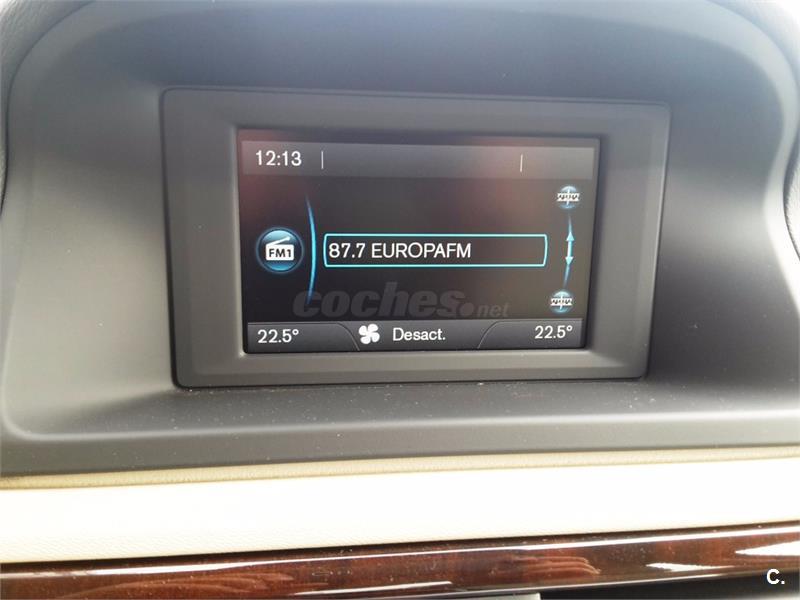 12:13
FM1
87.7 EUROPAFM
coches.net
22.5° Desact. 22.5°
C.